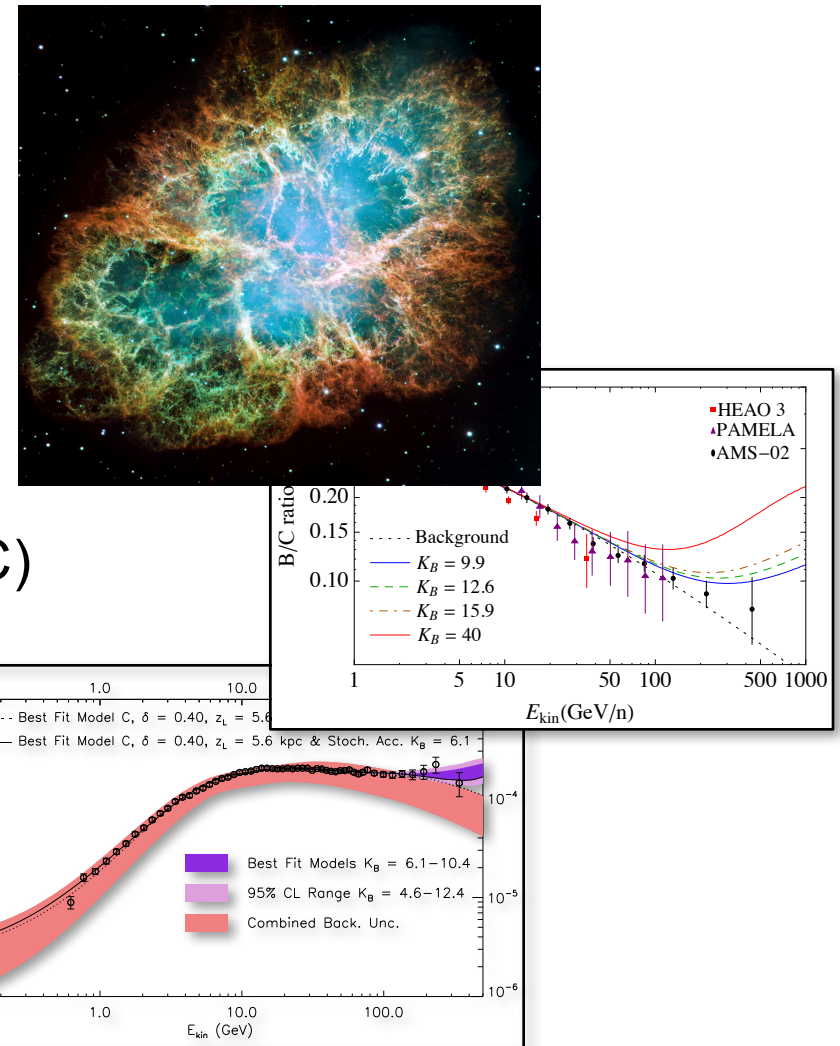 HEAO 3
PAMELA
AMS−02
0.20
0.15
0.10
B/C ratio
Background
K_B = 9.9
K_B = 12.6
K_B = 15.9
K_B = 40
1 5 10 50 100 500 1000
E_kin(GeV/n)
C)
1.0 10.0
Best Fit Model C, δ = 0.40, z_L = 5.6
Best Fit Model C, δ = 0.40, z_L = 5.6 kpc & Stoch. Acc. K_B = 6.1
10⁻⁴
Best Fit Models K_B = 6.1−10.4
95% CL Range K_B = 4.6−12.4
10⁻⁵
Combined Back. Unc.
10⁻⁶
1.0 10.0 100.0
E_kin (GeV)